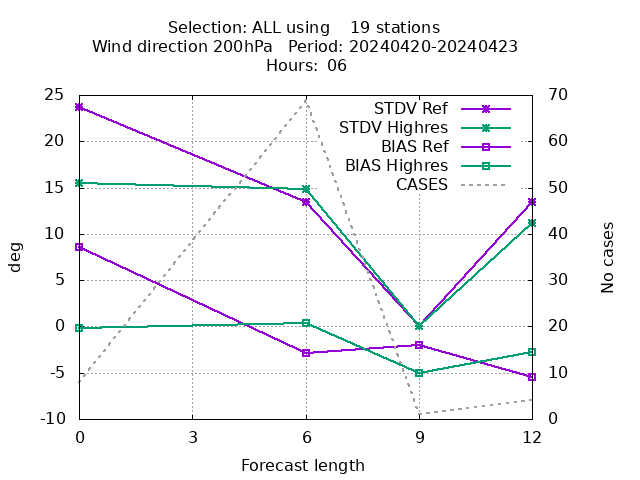 Selection: ALL using    19 stations
Wind direction 200hPa   Period: 20240420-20240423
Hours: 06
25
20
15
10
5
0
-5
-10
70
60
50
40
30
20
10
0
STDV Ref
STDV Highres
BIAS Ref
BIAS Highres
CASES
deg
No cases
0
3
6
9
12
Forecast length